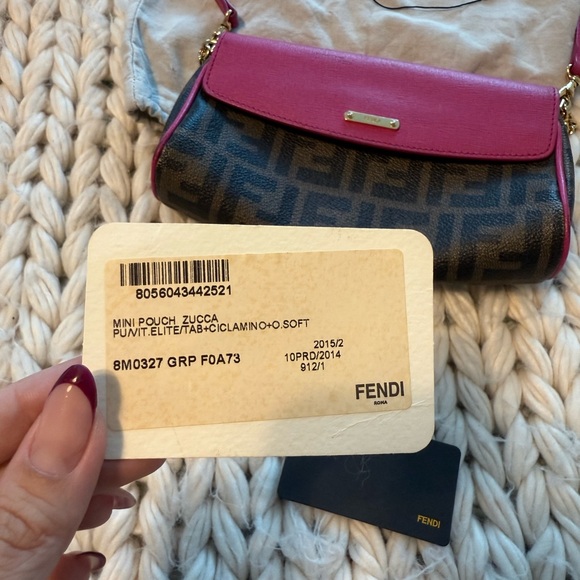 FENDI
8056043442521
MINI POUCH ZUCCA
PU/VIT.ELITE/TAB+CICLAMINO+O.SOFT
8M0327 GRP F0A73
2015/2
10PRD/2014
912/1
FENDI
ROMA
FENDI